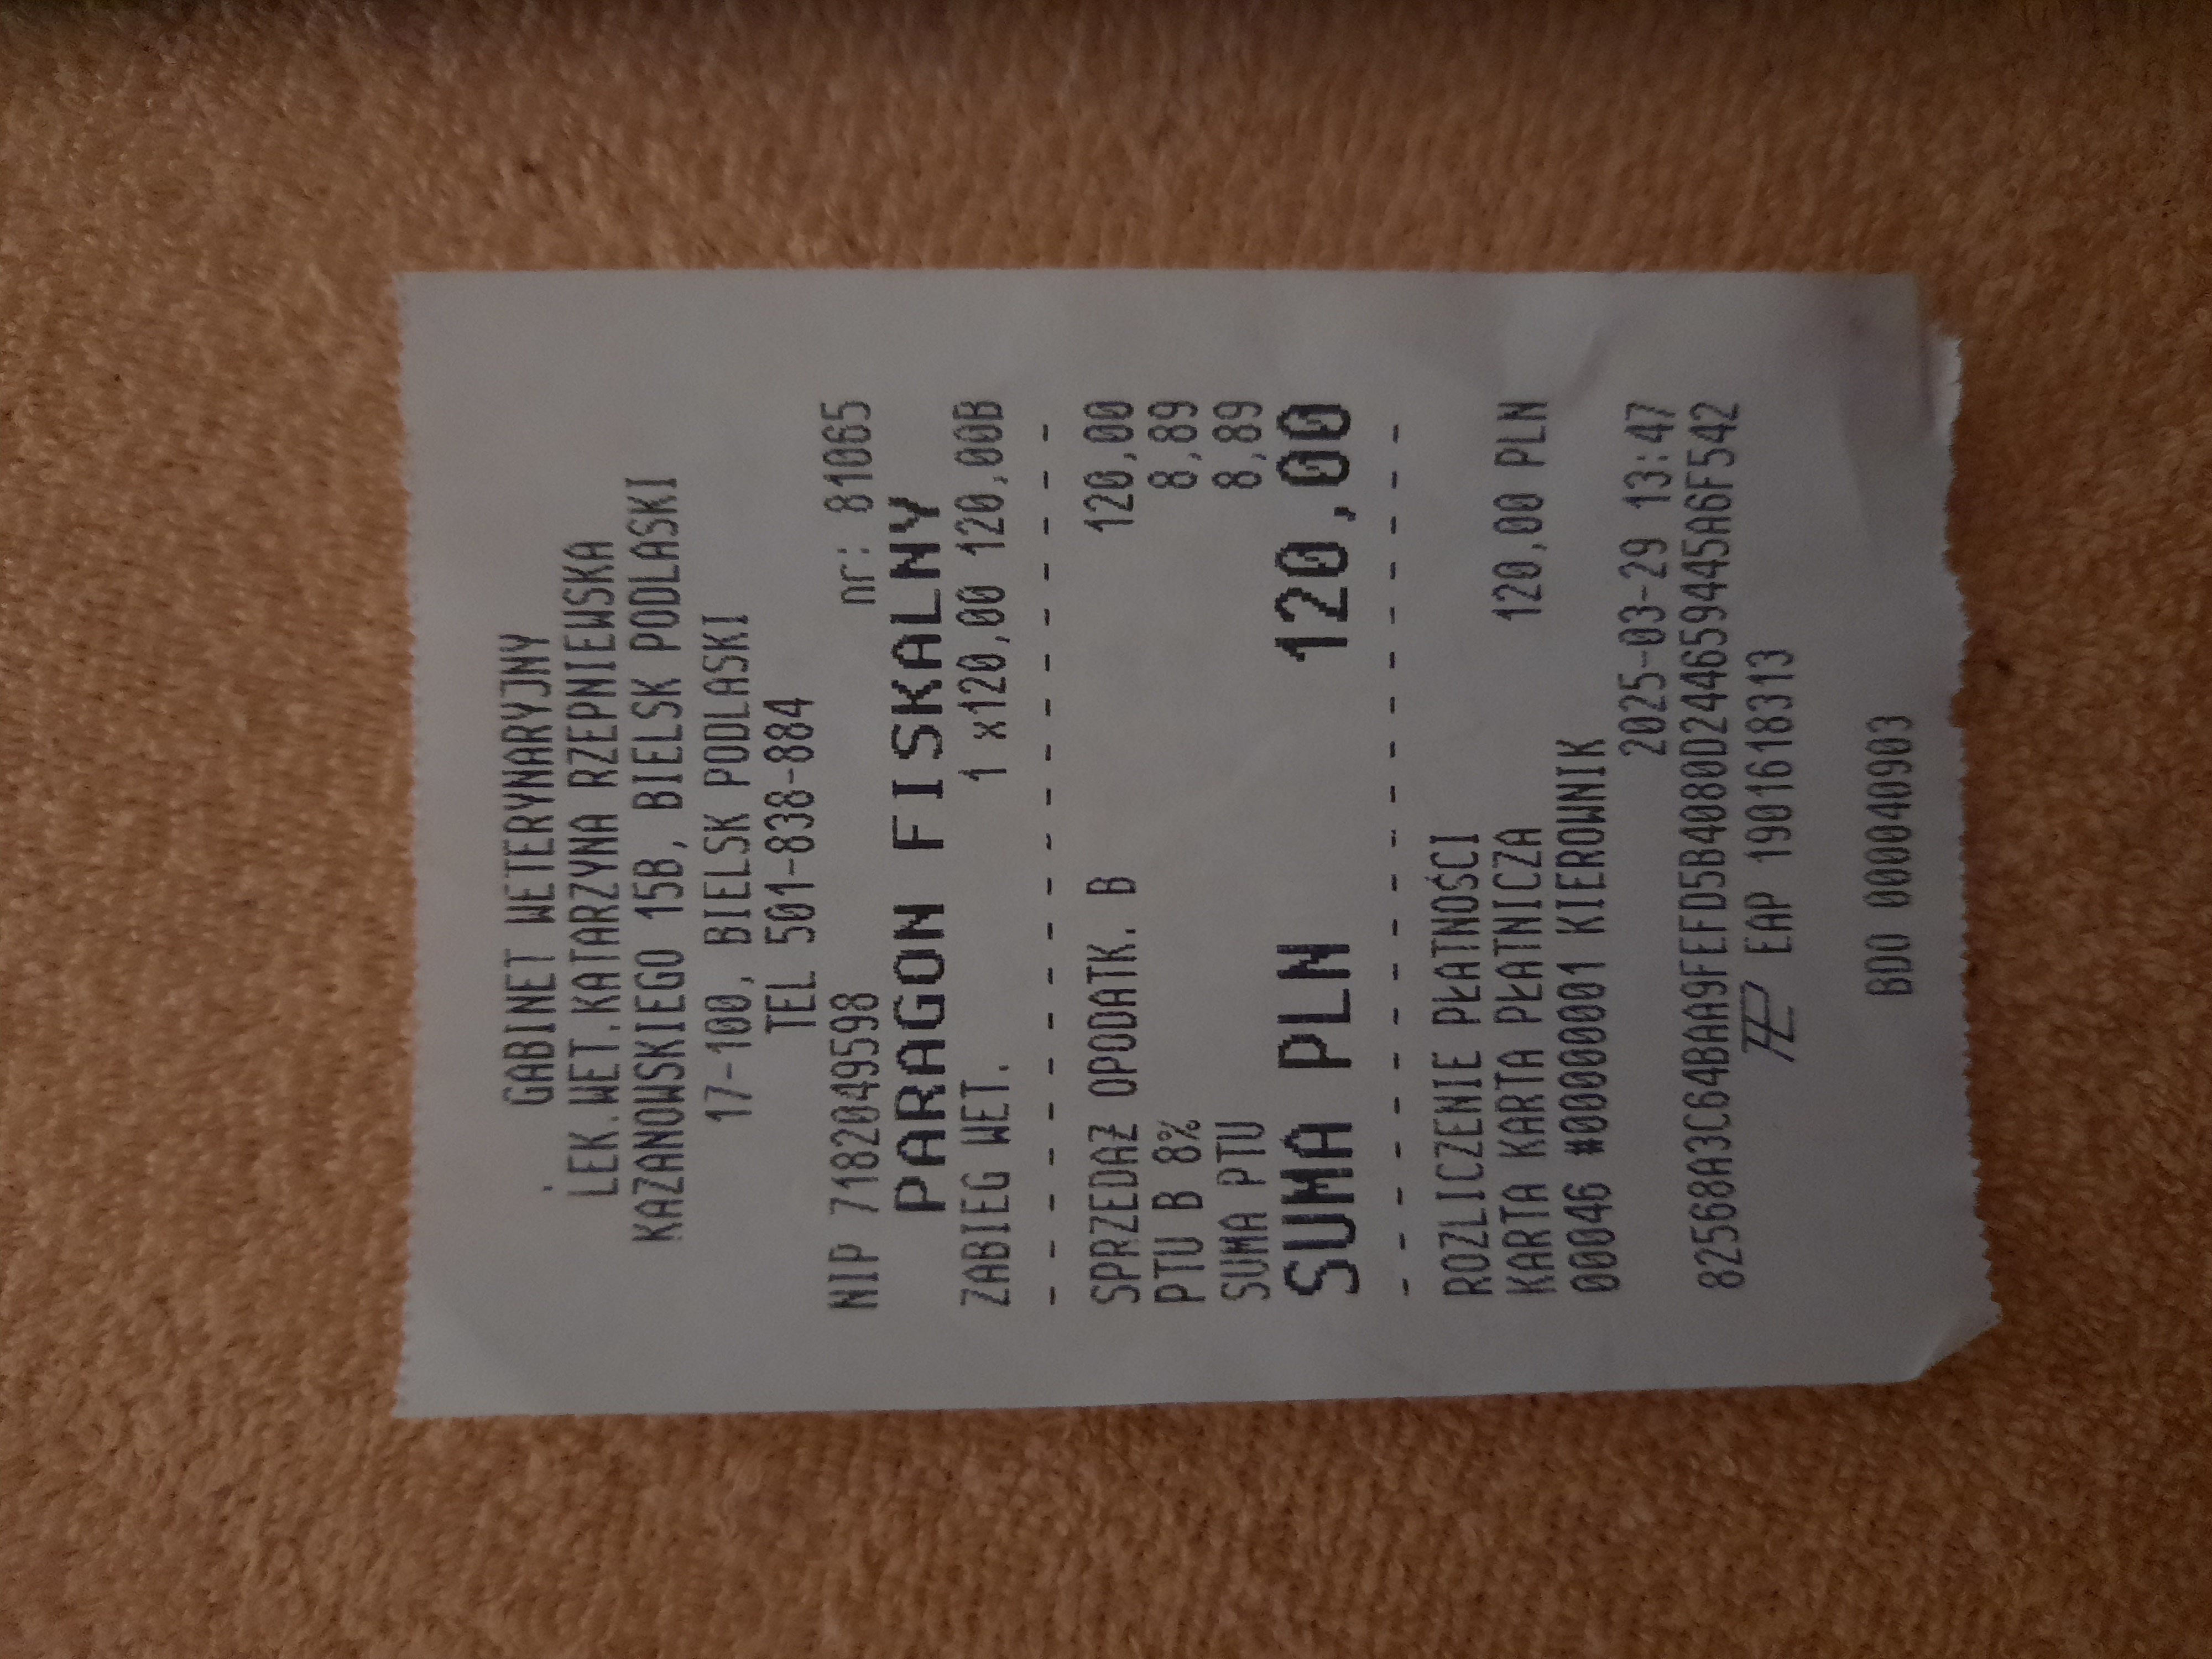 GABINET WETERYNARYJNY
LEK.WET.KATARZYNA RZEPNIEWSKA
KAZANOWSKIEGO 15B, BIELSK PODLASKI
17-100, BIELSK PODLASKI
TEL 501-838-884
NIP 7182049598 nr: 81065
PARAGON FISKALNY
ZABIEG WET. 1 x120,00 120,00B
SPRZEDAŻ OPODATK. B 120,00
PTU B 8% 8,89
SUMA PTU 8,89
SUMA PLN 120,00
ROZLICZENIE PŁATNOŚCI
KARTA KARTA PŁATNICZA 120,00 PLN
00046 #0000001 KIEROWNIK
2025-03-29 13:47
82568A3C64BAA9FEFD5B4080D244659445A6F542
EAP 1901618313
BDO 000040903